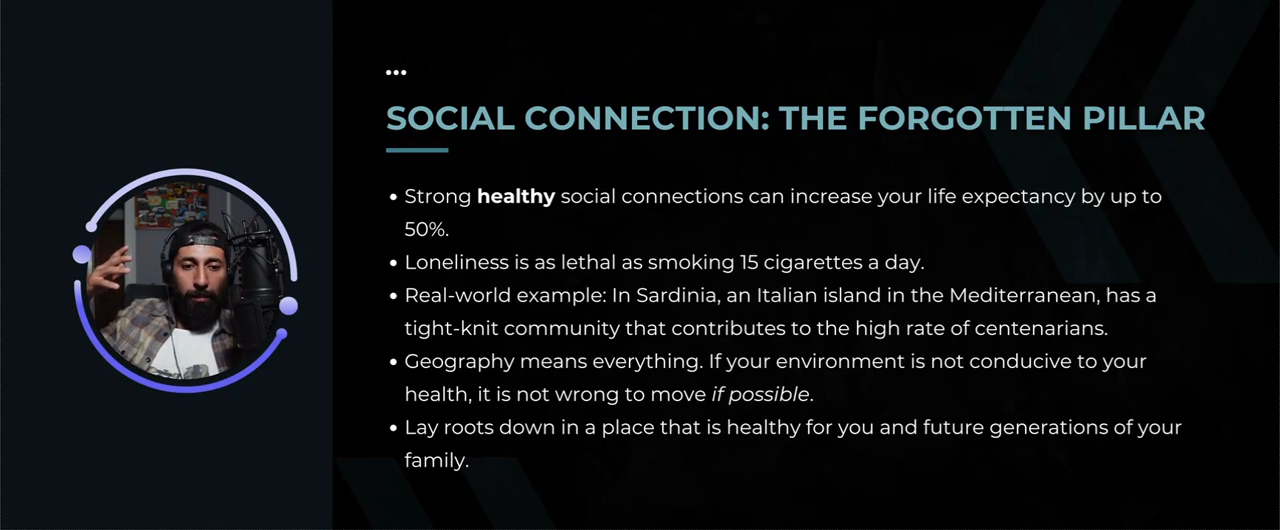 SOCIAL CONNECTION: THE FORGOTTEN PILLAR
• Strong healthy social connections can increase your life expectancy by up to
50%.
• Loneliness is as lethal as smoking 15 cigarettes a day.
• Real-world example: In Sardinia, an Italian island in the Mediterranean, has a
tight-knit community that contributes to the high rate of centenarians.
• Geography means everything. If your environment is not conducive to your
health, it is not wrong to move if possible.
• Lay roots down in a place that is healthy for you and future generations of your
family.